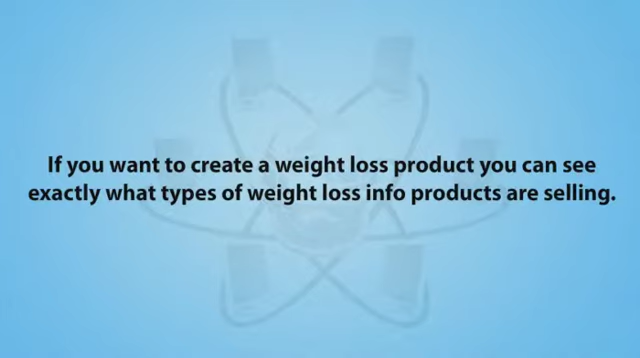 If you want to create a weight loss product you can see
exactly what types of weight loss info products are selling.